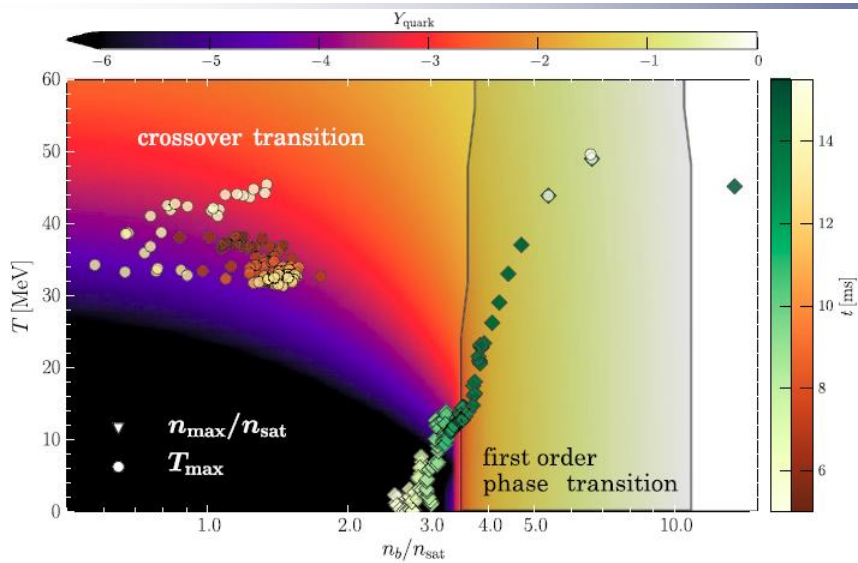 Y_quark
−6 −5 −4 −3 −2 −1 0
60
50
40
30
20
10
0
T [MeV]
crossover transition
n_max/n_sat
T_max
first order
phase transition
1.0 2.0 3.0 4.0 5.0 10.0
n_b/n_sat
14
12
10
8
6
t [ms]